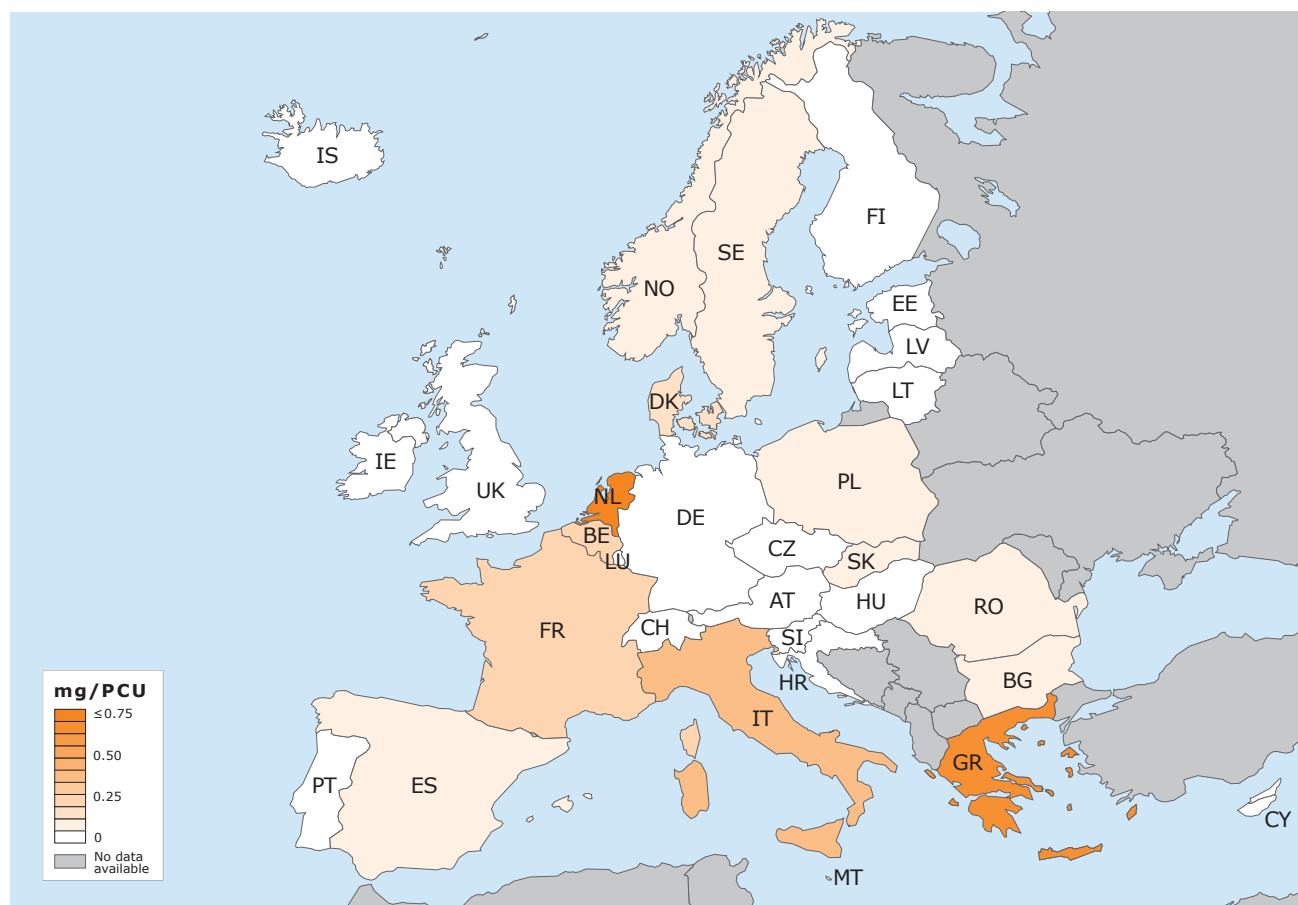 IS
FI
SE
NO
EE
LV
LT
DK
IE
UK
NL
PL
DE
BE
LU
CZ
SK
AT
HU
RO
FR
CH
SI
HR
BG
IT
GR
PT
ES
CY
MT
mg/PCU
≤0.75
0.50
0.25
0
No data
available